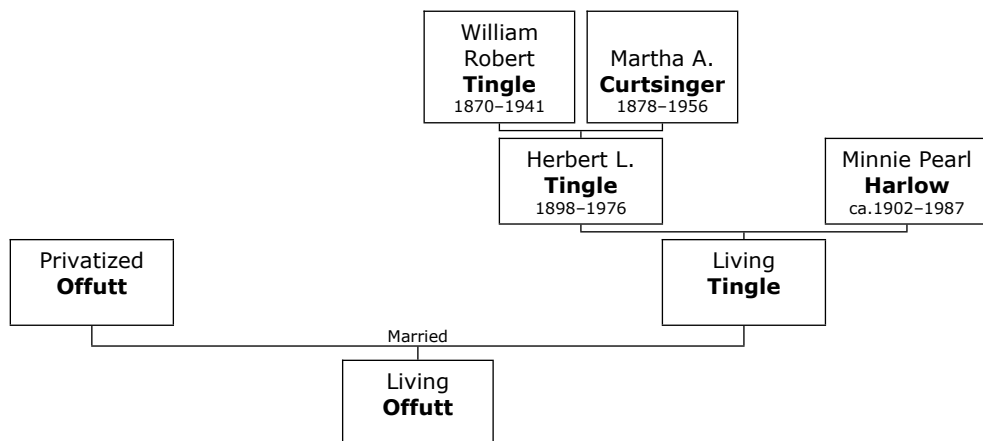 William
Robert
Tingle
1870–1941
Martha A.
Curtsinger
1878–1956
Herbert L.
Tingle
1898–1976
Minnie Pearl
Harlow
ca.1902–1987
Privatized
Offutt
Living
Tingle
Married
Living
Offutt